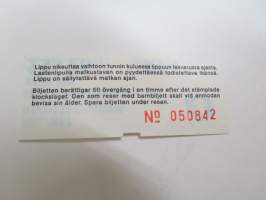 Lippu oikeuttaa vaihtoon tunnin kuluessa lippuun leimatusta ajasta.
Lastenlipulla matkustavan on pyydettäessä todistettava ikänsä.
Lippu on säilytettävä matkan ajan.
Biljetten berättigar till övergång i en timme efter det stämplade
klockslaget. Den som reser med barnbiljett skall vid anmodan
bevisa sin ålder. Spara biljetten under resan.
No 050842